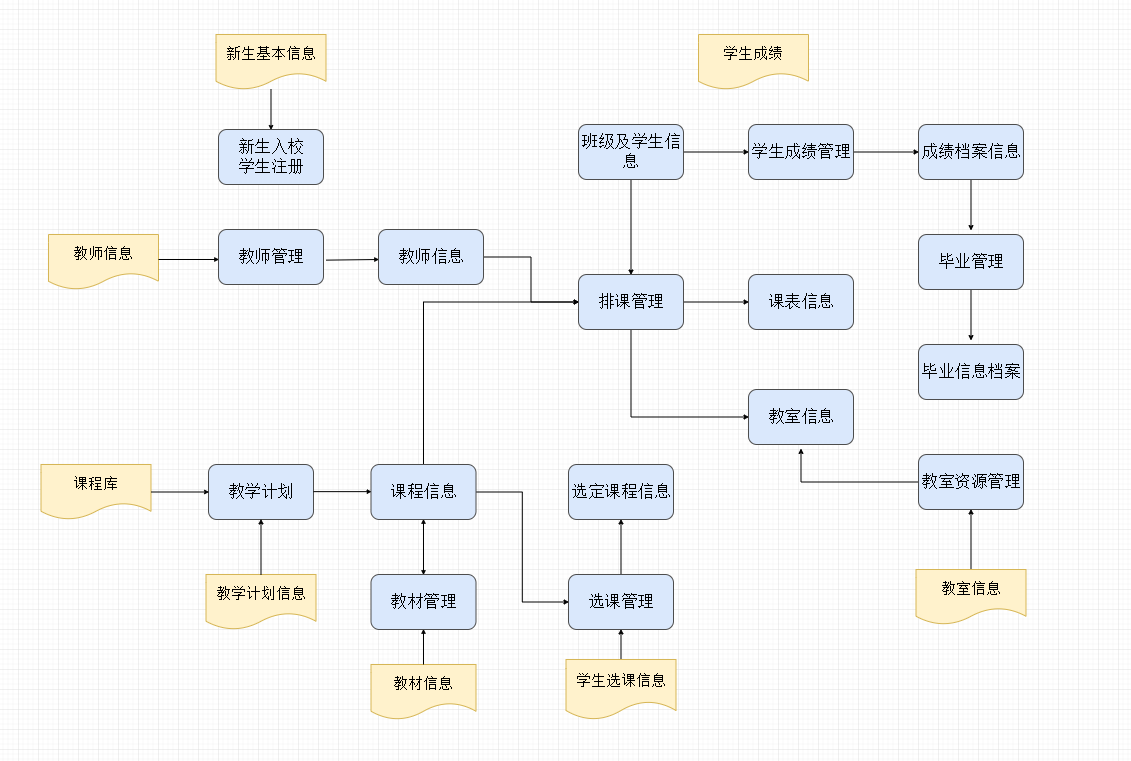 新生基本信息
学生成绩
新生入校
学生注册
班级及学生信
息
学生成绩管理
成绩档案信息
教师信息
教师管理
教师信息
毕业管理
排课管理
课表信息
毕业信息档案
教室信息
课程库
教学计划
课程信息
选定课程信息
教室资源管理
教学计划信息
教材管理
选课管理
教室信息
教材信息
学生选课信息